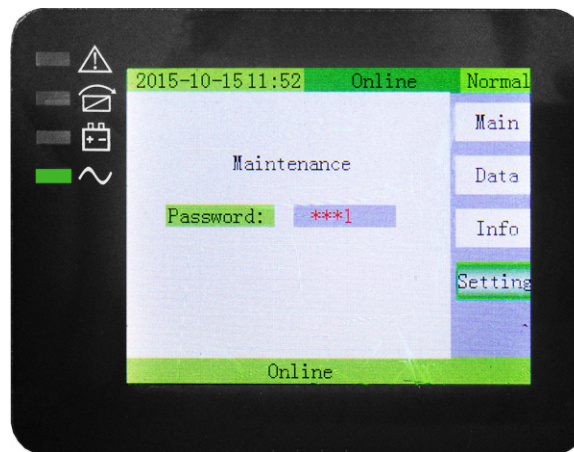 2015-10-15 11:52 Online Normal
Main
Maintenance
Data
Password: ***1
Info
Setting
Online